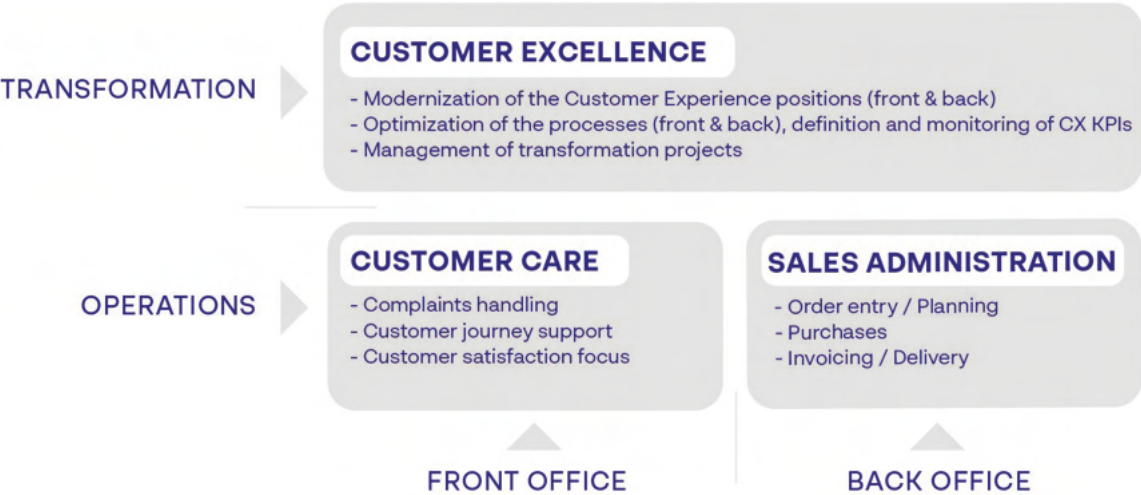 CUSTOMER EXCELLENCE
TRANSFORMATION
- Modernization of the Customer Experience positions (front & back)
- Optimization of the processes (front & back), definition and monitoring of CX KPIs
- Management of transformation projects
CUSTOMER CARE
- Complaints handling
- Customer journey support
- Customer satisfaction focus
SALES ADMINISTRATION
- Order entry / Planning
- Purchases
- Invoicing / Delivery
OPERATIONS
FRONT OFFICE
BACK OFFICE